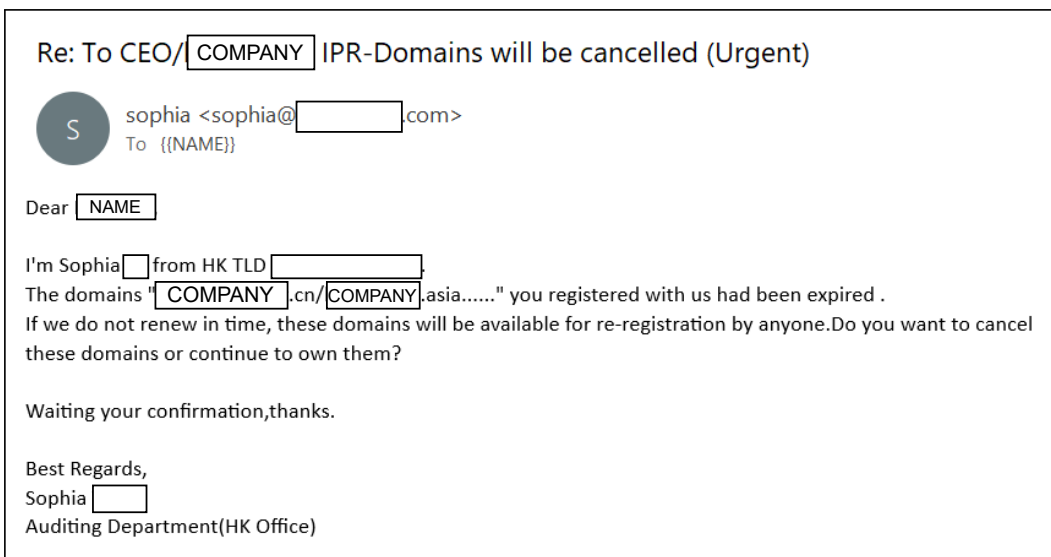 Re: To CEO/ COMPANY IPR-Domains will be cancelled (Urgent)
S
sophia <sophia@ .com>
To {{NAME}}
Dear NAME
I'm Sophia from HK TLD .
The domains " COMPANY .cn/COMPANY.asia......" you registered with us had been expired .
If we do not renew in time, these domains will be available for re-registration by anyone.Do you want to cancel
these domains or continue to own them?
Waiting your confirmation,thanks.
Best Regards,
Sophia
Auditing Department(HK Office)